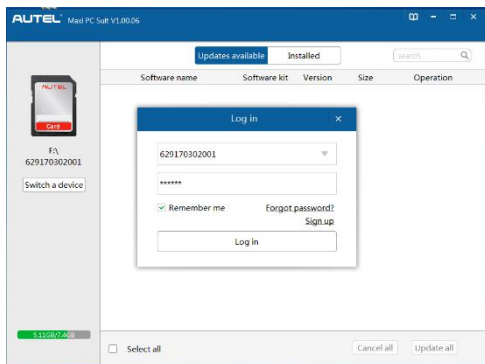 AUTEL Maxi PC Suit V1.00.06
Updates available Installed
search
Software name Software kit Version Size Operation
AUTEL
Card
F:\
629170302001
Switch a device
Log in ×
629170302001
******
Remember me Forgot password?
Sign up
Log in
5.11GB/7.4GB
Select all Cancel all Update all